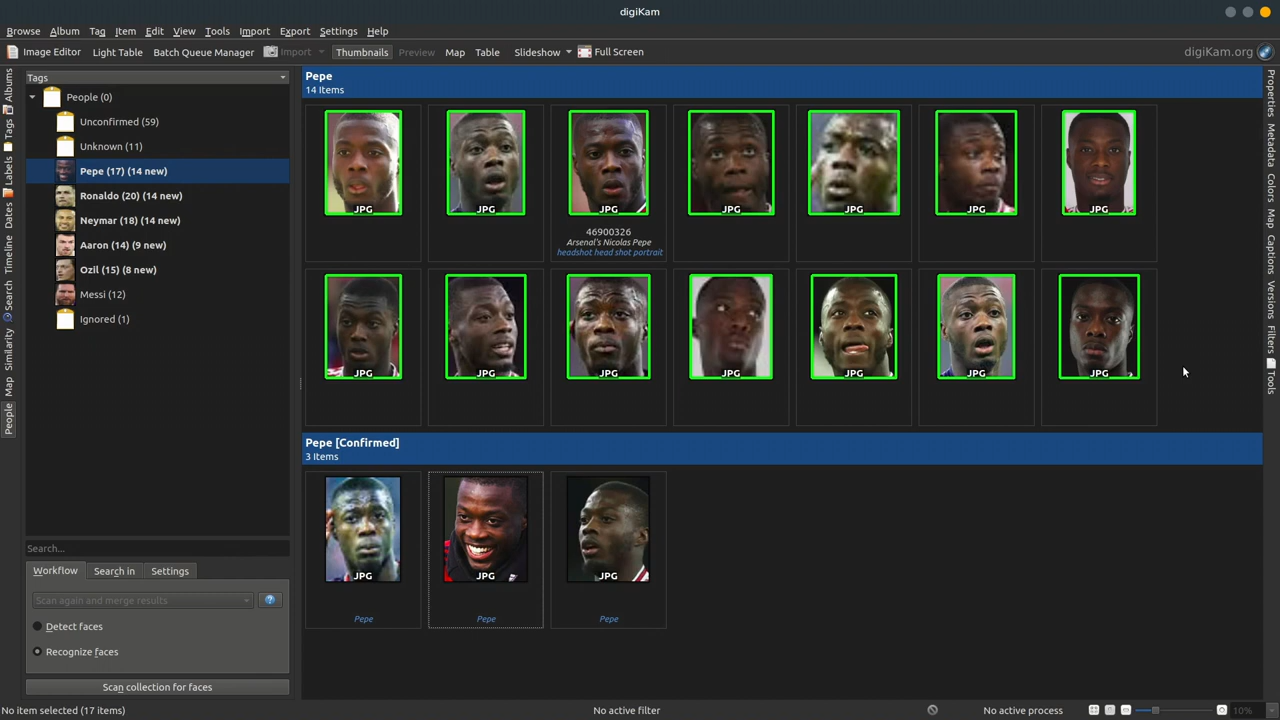 digiKam
Browse Album Tag Item Edit View Tools Import Export Settings Help
Image Editor Light Table Batch Queue Manager Import Thumbnails Preview Map Table Slideshow Full Screen digiKam.org
Albums
Tags
Labels
Dates
Timeline
Search
Similarity
Map
People
Tags
People (0)
Unconfirmed (59)
Unknown (11)
Pepe (17) (14 new)
Ronaldo (20) (14 new)
Neymar (18) (14 new)
Aaron (14) (9 new)
Ozil (15) (8 new)
Messi (12)
Ignored (1)
Search...
Workflow Search in Settings
Scan again and merge results
Detect faces
Recognize faces
Scan collection for faces
Pepe
14 Items
JPG JPG JPG JPG JPG JPG JPG
46900326
Arsenal's Nicolas Pepe
headshot head shot portrait
JPG JPG JPG JPG JPG JPG JPG
Pepe [Confirmed]
3 Items
JPG JPG JPG
Pepe Pepe Pepe
Properties
Metadata
Colors
Map
Captions
Versions
Filters
Tools
No item selected (17 items) No active filter No active process 10%